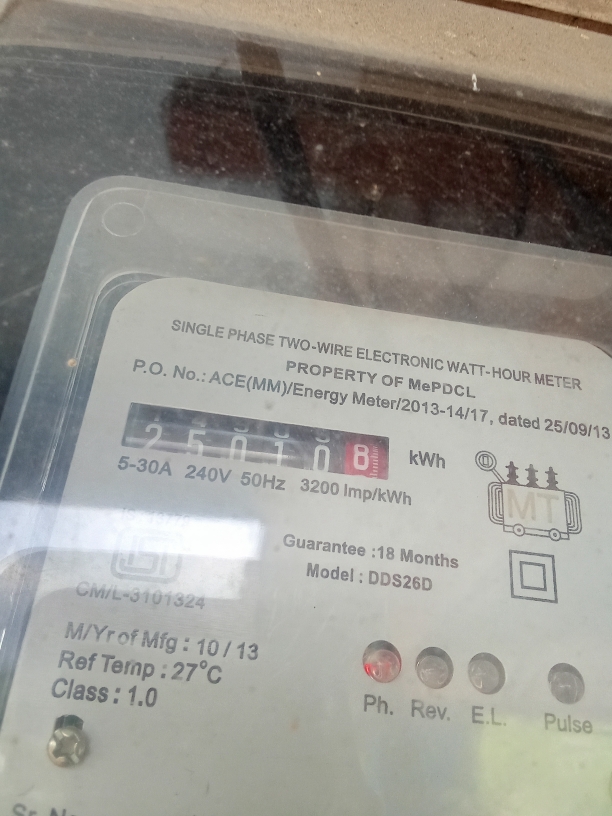 SINGLE PHASE TWO-WIRE ELECTRONIC WATT-HOUR METER
PROPERTY OF MePDCL
P.O. No.: ACE(MM)/Energy Meter/2013-14/17, dated 25/09/13
2 5 0 1 0 8 kWh
5-30A 240V 50Hz 3200 Imp/kWh
MT
Guarantee :18 Months
Model : DDS26D
CM/L-3101324
M/Yr of Mfg : 10 / 13
Ref Temp : 27°C
Class : 1.0
Ph. Rev. E.L. Pulse